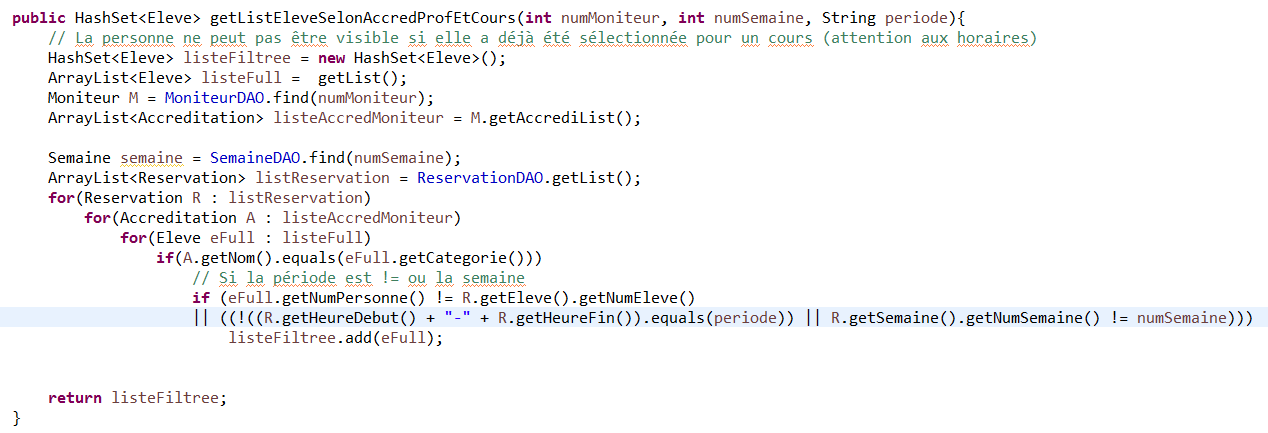 public HashSet<Eleve> getListEleveSelonAccredProfEtCours(int numMoniteur, int numSemaine, String periode){
// La personne ne peut pas être visible si elle a déjà été sélectionnée pour un cours (attention aux horaires)
HashSet<Eleve> listeFiltree = new HashSet<Eleve>();
ArrayList<Eleve> listeFull =  getList();
Moniteur M = MoniteurDAO.find(numMoniteur);
ArrayList<Accreditation> listeAccredMoniteur = M.getAccrediList();
Semaine semaine = SemaineDAO.find(numSemaine);
ArrayList<Reservation> listReservation = ReservationDAO.getList();
for(Reservation R : listReservation)
for(Accreditation A : listeAccredMoniteur)
for(Eleve eFull : listeFull)
if(A.getNom().equals(eFull.getCategorie()))
// Si la période est != ou la semaine
if (eFull.getNumPersonne() != R.getEleve().getNumEleve()
|| ((!((R.getHeureDebut() + "-" + R.getHeureFin()).equals(periode)) || R.getSemaine().getNumSemaine() != numSemaine)))
listeFiltree.add(eFull);
return listeFiltree;
}